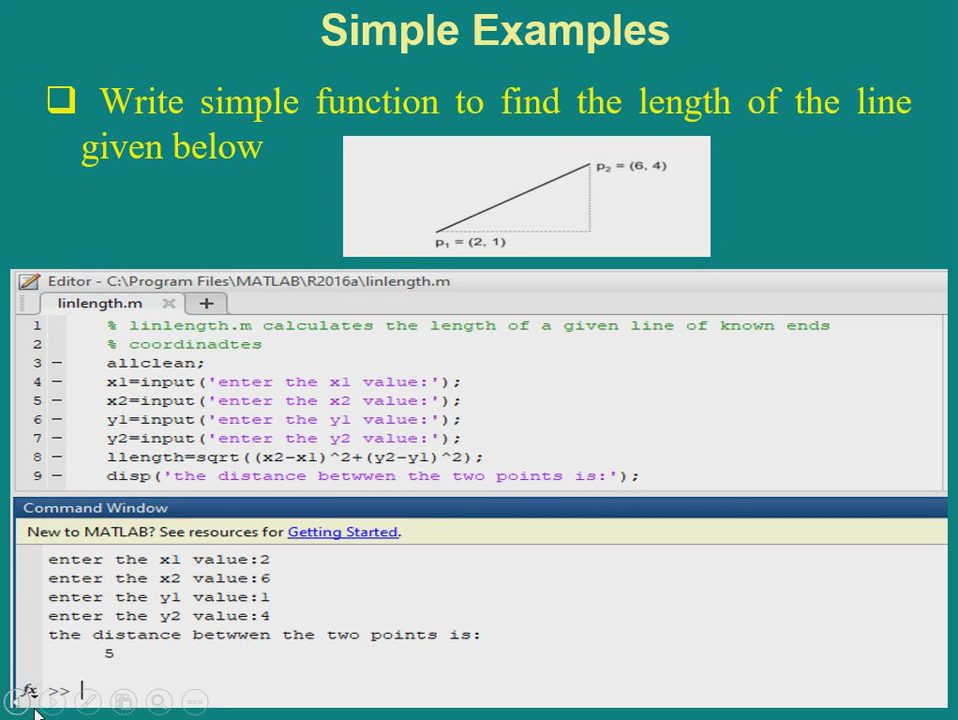 Simple Examples
❑ Write simple function to find the length of the line
given below
p₂ = (6, 4)
p₁ = (2, 1)
Editor - C:\Program Files\MATLAB\R2016a\linlength.m
linlength.m × +
1 % linlength.m calculates the length of a given line of known ends
2 % coordinadtes
3 – allclean;
4 – x1=input('enter the x1 value:');
5 – x2=input('enter the x2 value:');
6 – y1=input('enter the y1 value:');
7 – y2=input('enter the y2 value:');
8 – llength=sqrt((x2-x1)^2+(y2-y1)^2);
9 – disp('the distance betwwen the two points is:');
Command Window
New to MATLAB? See resources for Getting Started.
enter the x1 value:2
enter the x2 value:6
enter the y1 value:1
enter the y2 value:4
the distance betwwen the two points is:
5
fx >>